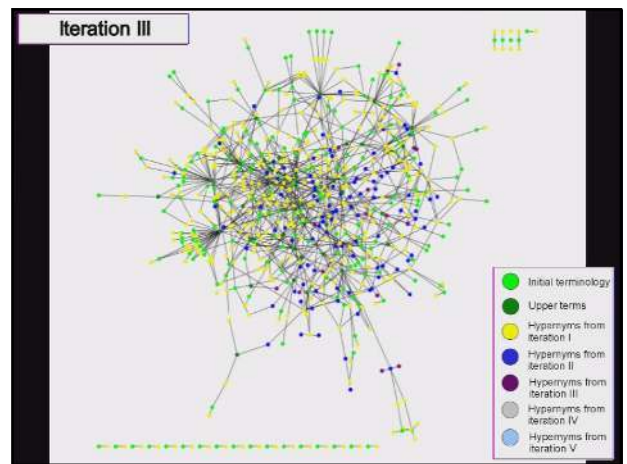 Iteration III
Initial terminology
Upper terms
Hypernyms from
iteration I
Hypernyms from
iteration II
Hypernyms from
iteration III
Hypernyms from
iteration IV
Hypernyms from
iteration V